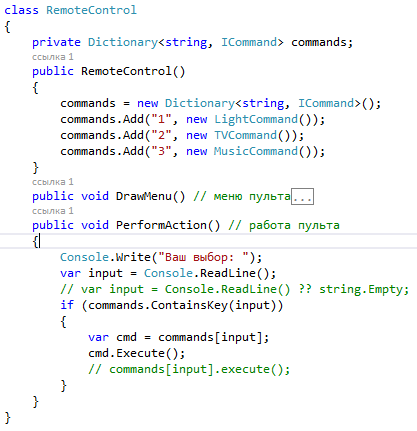 class RemoteControl
{
    private Dictionary<string, ICommand> commands;
    ссылка 1
    public RemoteControl()
    {
        commands = new Dictionary<string, ICommand>();
        commands.Add("1", new LightCommand());
        commands.Add("2", new TVCommand());
        commands.Add("3", new MusicCommand());
    }
    ссылка 1
    public void DrawMenu() // меню пульта...
    ссылка 1
    public void PerformAction() // работа пульта
    {
        Console.Write("Ваш выбор: ");
        var input = Console.ReadLine();
        // var input = Console.ReadLine() ?? string.Empty;
        if (commands.ContainsKey(input))
        {
            var cmd = commands[input];
            cmd.Execute();
            // commands[input].execute();
        }
    }
}